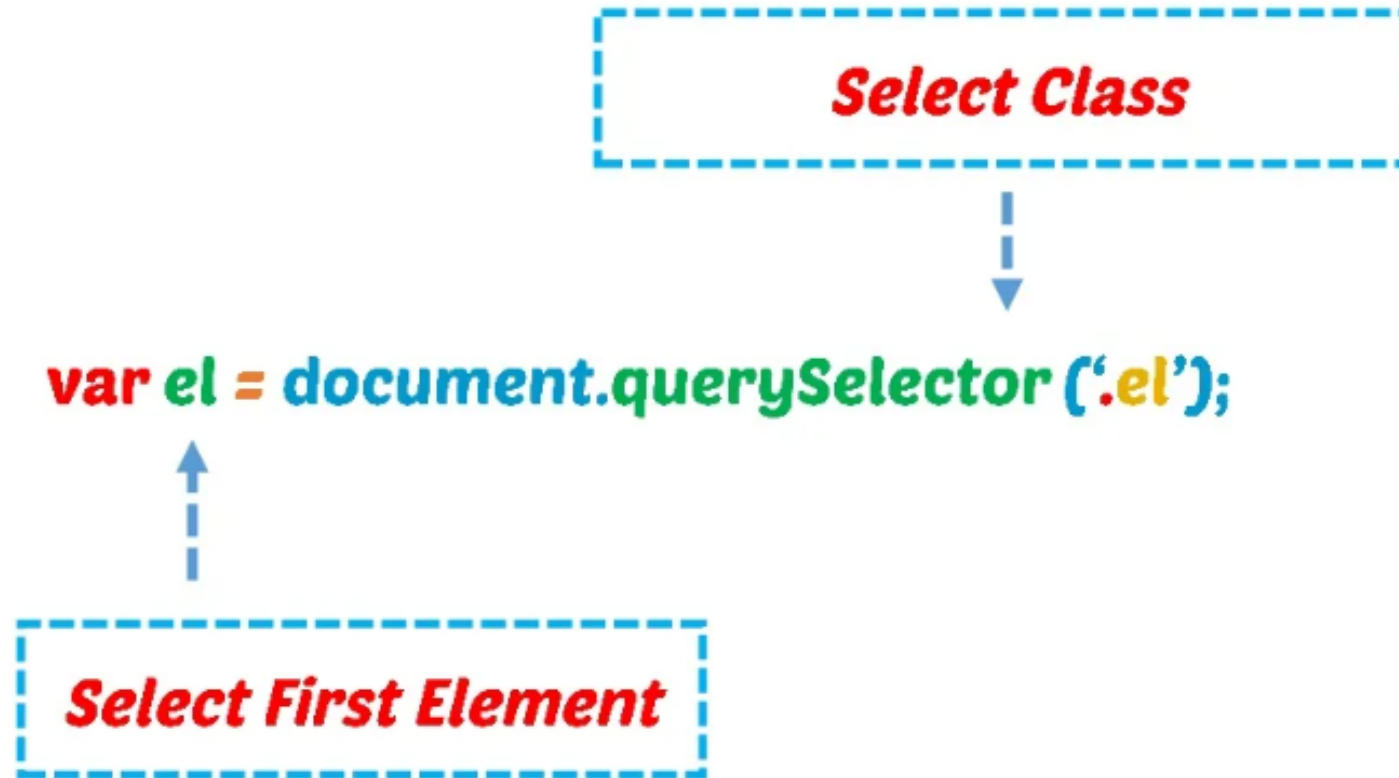 Select Class
var el = document.querySelector (‘.el’);
Select First Element